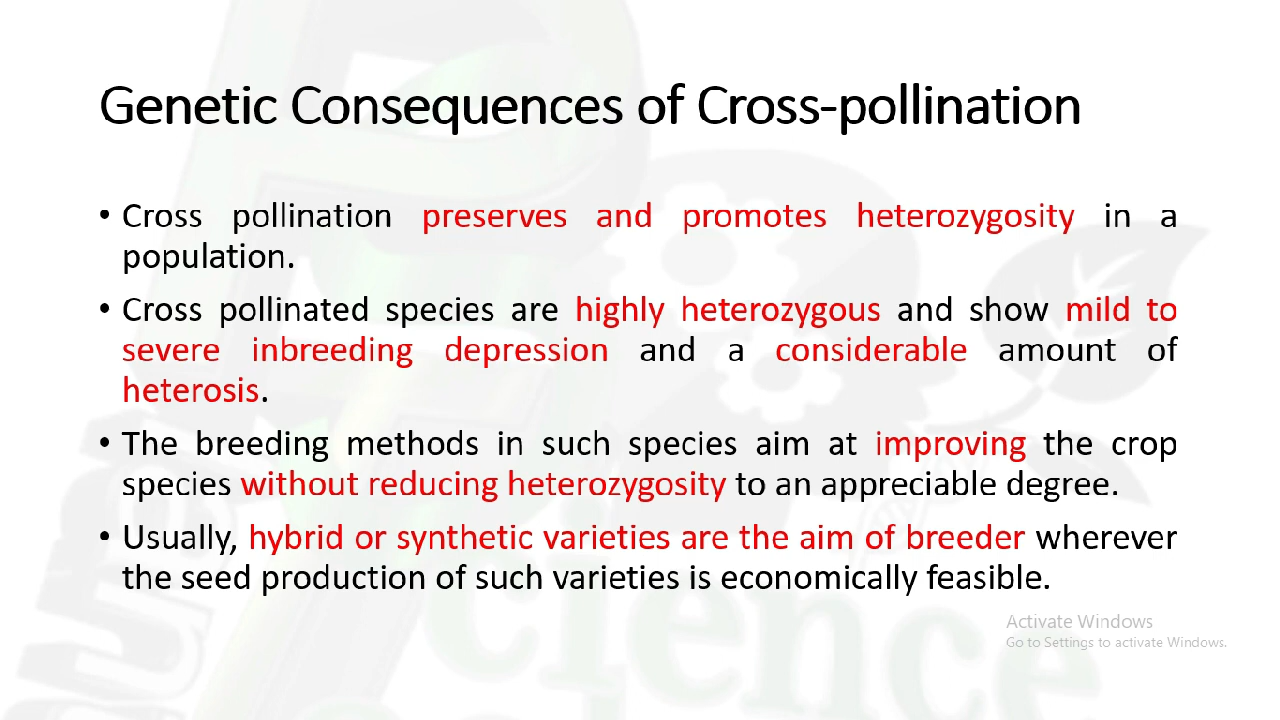 Genetic Consequences of Cross-pollination
• Cross pollination preserves and promotes heterozygosity in a
population.
• Cross pollinated species are highly heterozygous and show mild to
severe inbreeding depression and a considerable amount of
heterosis.
• The breeding methods in such species aim at improving the crop
species without reducing heterozygosity to an appreciable degree.
• Usually, hybrid or synthetic varieties are the aim of breeder wherever
the seed production of such varieties is economically feasible.
Activate Windows
Go to Settings to activate Windows.